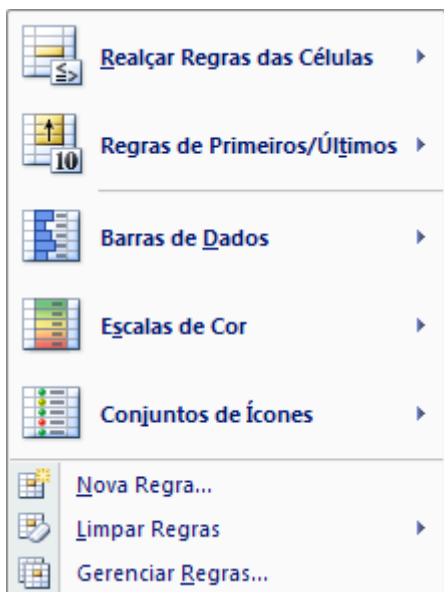 Realçar Regras das Células
Regras de Primeiros/Últimos
10
Barras de Dados
Escalas de Cor
Conjuntos de Ícones
Nova Regra...
Limpar Regras
Gerenciar Regras...